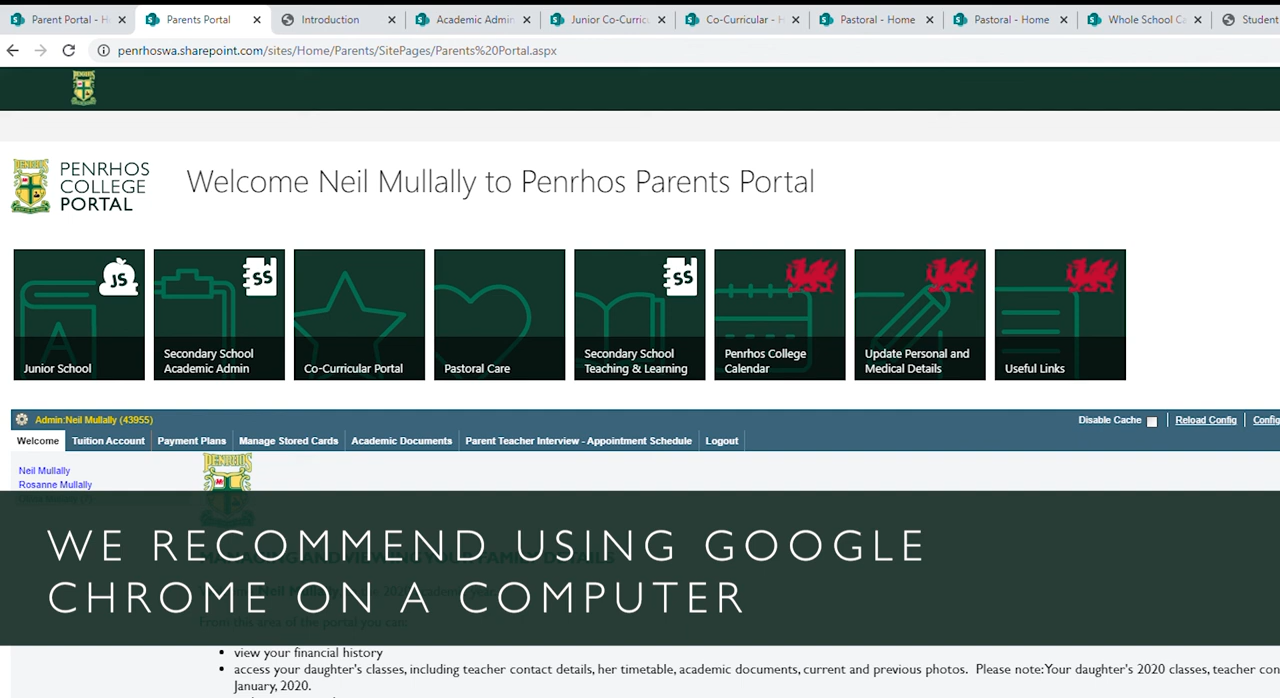 Parent Portal - H
Parents Portal
Introduction
Academic Admin
Junior Co-Curricu
Co-Curricular - H
Pastoral - Home
Pastoral - Home
Whole School Ca
Student
penrhoswa.sharepoint.com/sites/Home/Parents/SitePages/Parents%20Portal.aspx
PENRHOS
COLLEGE
PORTAL
Welcome Neil Mullally to Penrhos Parents Portal
JS
Junior School
SS
Secondary School
Academic Admin
Co-Curricular Portal
Pastoral Care
SS
Secondary School
Teaching & Learning
Penrhos College
Calendar
Update Personal and
Medical Details
Useful Links
Admin:Neil Mullally (43955)
Disable Cache
Reload Config
Config
Welcome
Tuition Account
Payment Plans
Manage Stored Cards
Academic Documents
Parent Teacher Interview - Appointment Schedule
Logout
Neil Mullally
Rosanne Mullally
PENRHOS
WE RECOMMEND USING GOOGLE
CHROME ON A COMPUTER
From this area of the portal you can:
• view your financial history
• access your daughter's classes, including teacher contact details, her timetable, academic documents, current and previous photos. Please note:Your daughter's 2020 classes, teacher con
January, 2020.